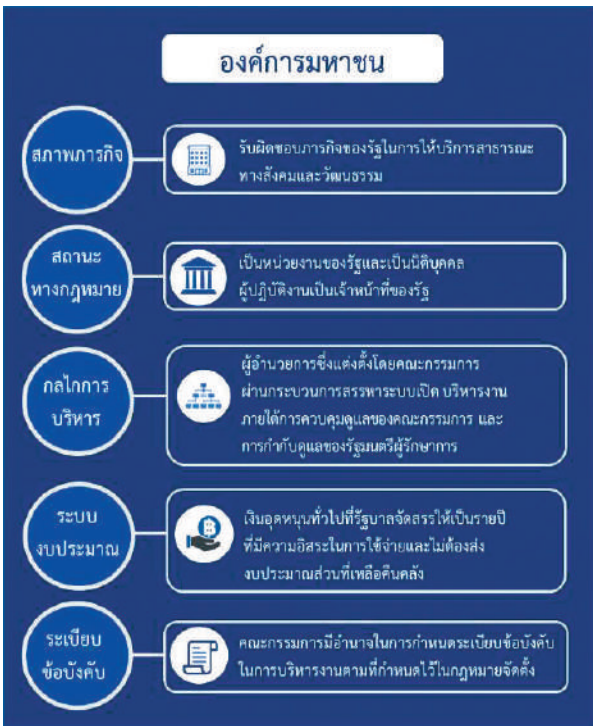 องค์การมหาชน
สภาพภารกิจ
รับผิดชอบภารกิจของรัฐในการให้บริการสาธารณะ
ทางสังคมและวัฒนธรรม
สถานะ
ทางกฎหมาย
เป็นหน่วยงานของรัฐและเป็นนิติบุคคล
ผู้ปฏิบัติงานเป็นเจ้าหน้าที่ของรัฐ
กลไกการ
บริหาร
ผู้อำนวยการซึ่งแต่งตั้งโดยคณะกรรมการ
ผ่านกระบวนการสรรหาระบบเปิด บริหารงาน
ภายใต้การควบคุมดูแลของคณะกรรมการ และ
การกำกับดูแลของรัฐมนตรีผู้รักษาการ
ระบบ
งบประมาณ
เงินอุดหนุนทั่วไปที่รัฐบาลจัดสรรให้เป็นรายปี
ที่มีความอิสระในการใช้จ่ายและไม่ต้องส่ง
งบประมาณส่วนที่เหลือคืนคลัง
ระเบียบ
ข้อบังคับ
คณะกรรมการมีอำนาจในการกำหนดระเบียบข้อบังคับ
ในการบริหารงานตามที่กำหนดไว้ในกฎหมายจัดตั้ง